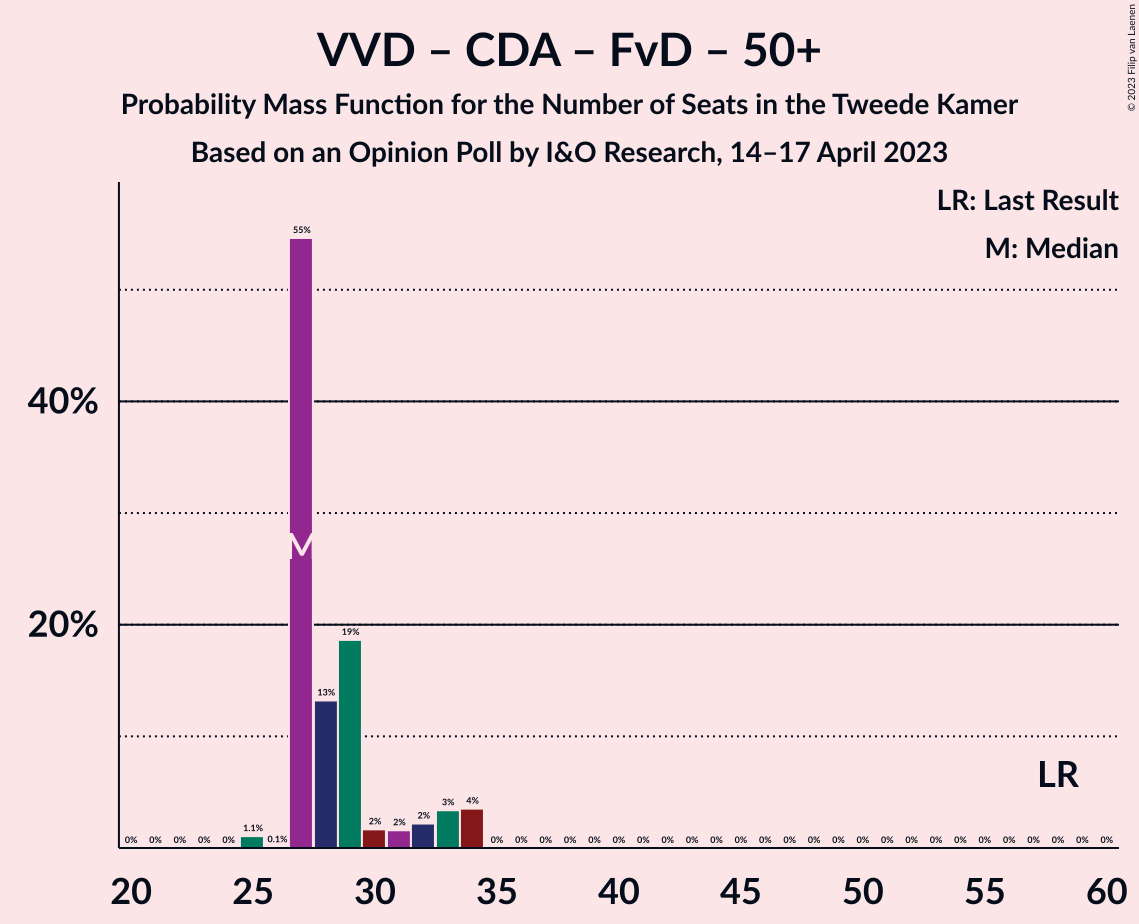 VVD – CDA – FvD – 50+
Probability Mass Function for the Number of Seats in the Tweede Kamer
Based on an Opinion Poll by I&O Research, 14–17 April 2023
© 2023 Filip van Laenen
LR: Last Result
M: Median
55%
40%
M
20%
19%
13%
LR
0% 0% 0% 0% 0% 1.1% 0.1% 2% 2% 2% 3% 4% 0% 0% 0% 0% 0% 0% 0% 0% 0% 0% 0% 0% 0% 0% 0% 0% 0% 0% 0% 0% 0% 0% 0% 0% 0% 0%
20 25 30 35 40 45 50 55 60